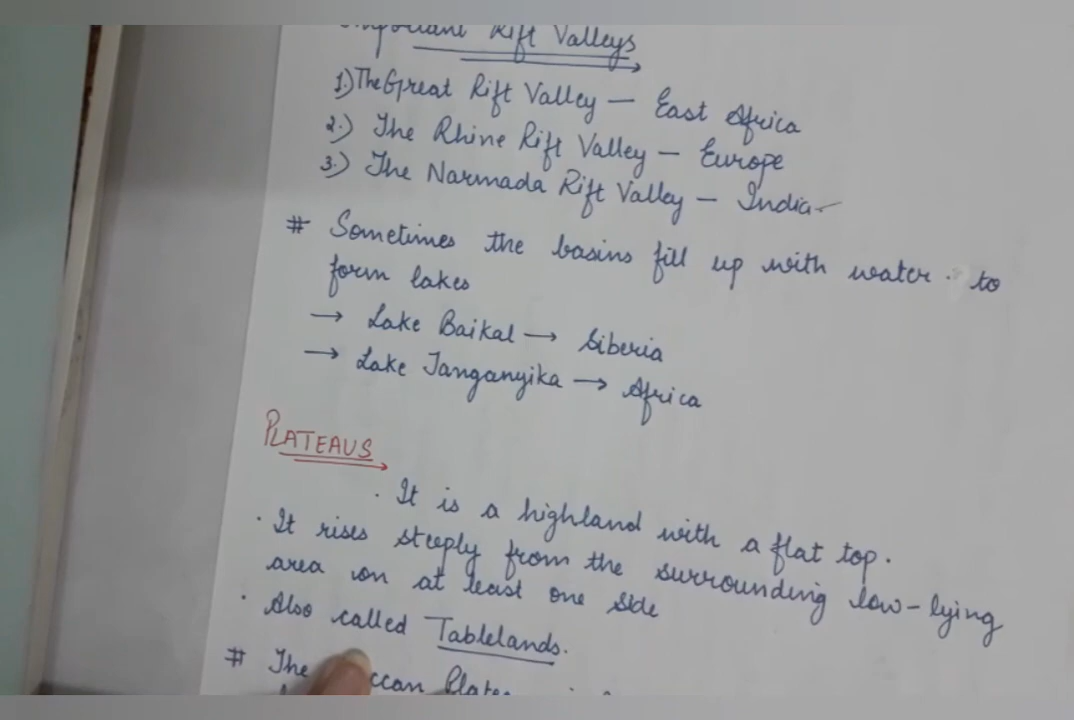 Important Rift Valleys
1.) The Great Rift Valley — East Africa
2.) The Rhine Rift Valley — Europe
3.) The Narmada Rift Valley — India
# Sometimes the basins fill up with water to
form lakes
→ Lake Baikal → Siberia
→ Lake Tanganyika → Africa
PLATEAUS
· It is a highland with a flat top.
· It rises steeply from the surrounding low-lying
area on at least one side
· Also called Tablelands.
# The